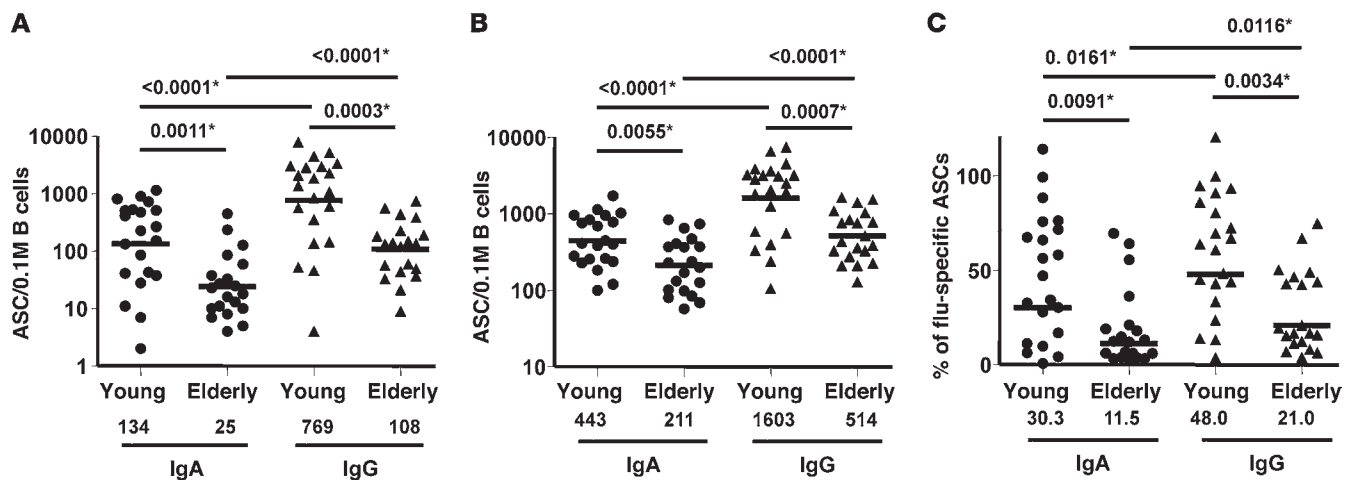 A
<0.0001*
<0.0001*
0.0003*
0.0011*
ASC/0.1M B cells
10000
1000
100
10
1
Young Elderly Young Elderly
134 25 769 108
IgA IgG
B
<0.0001*
<0.0001*
0.0007*
0.0055*
ASC/0.1M B cells
10000
1000
100
10
Young Elderly Young Elderly
443 211 1603 514
IgA IgG
C
0.0116*
0. 0161*
0.0034*
0.0091*
% of flu-specific ASCs
100
50
0
Young Elderly Young Elderly
30.3 11.5 48.0 21.0
IgA IgG